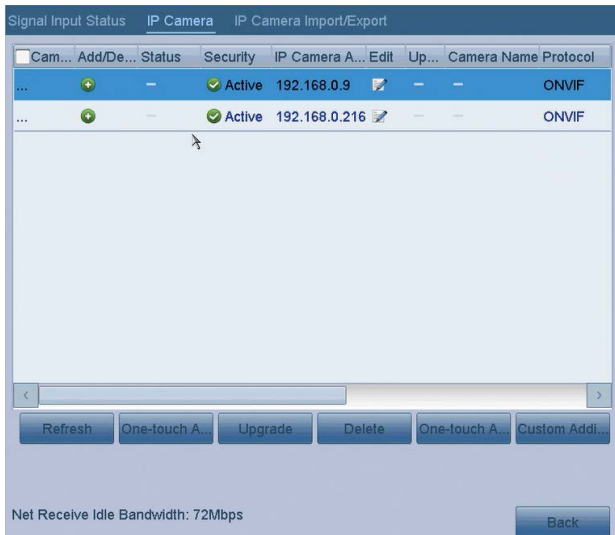 Signal Input Status IP Camera IP Camera Import/Export
Cam... Add/De... Status Security IP Camera A... Edit Up... Camera Name Protocol
... — Active 192.168.0.9 — — ONVIF
... — Active 192.168.0.216 — — ONVIF
Refresh One-touch A... Upgrade Delete One-touch A... Custom Addi...
Net Receive Idle Bandwidth: 72Mbps
Back